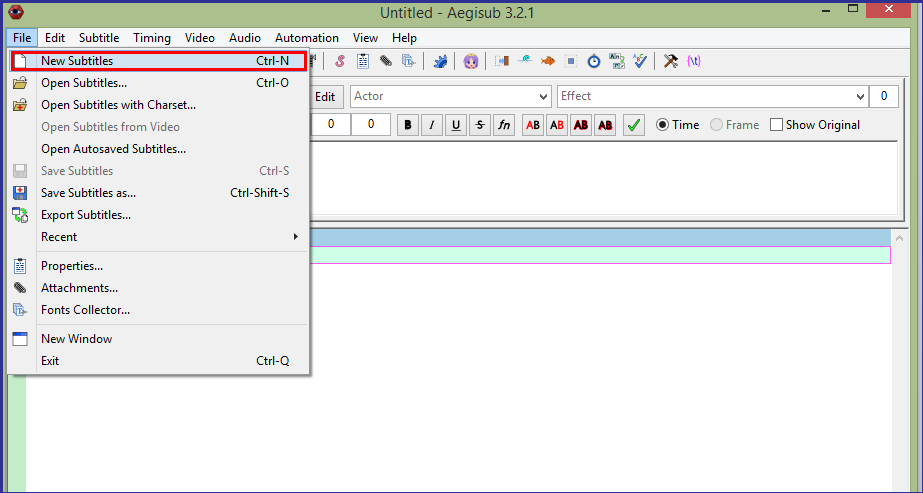 Untitled - Aegisub 3.2.1
File Edit Subtitle Timing Video Audio Automation View Help
New Subtitles Ctrl-N
Open Subtitles... Ctrl-O
Open Subtitles with Charset...
Open Subtitles from Video
Open Autosaved Subtitles...
Save Subtitles Ctrl-S
Save Subtitles as... Ctrl-Shift-S
Export Subtitles...
Recent
Properties...
Attachments...
Fonts Collector...
New Window
Exit Ctrl-Q
S {\t}
Edit Actor Effect 0
0 0 B I U S fn AB AB AB AB Time Frame Show Original